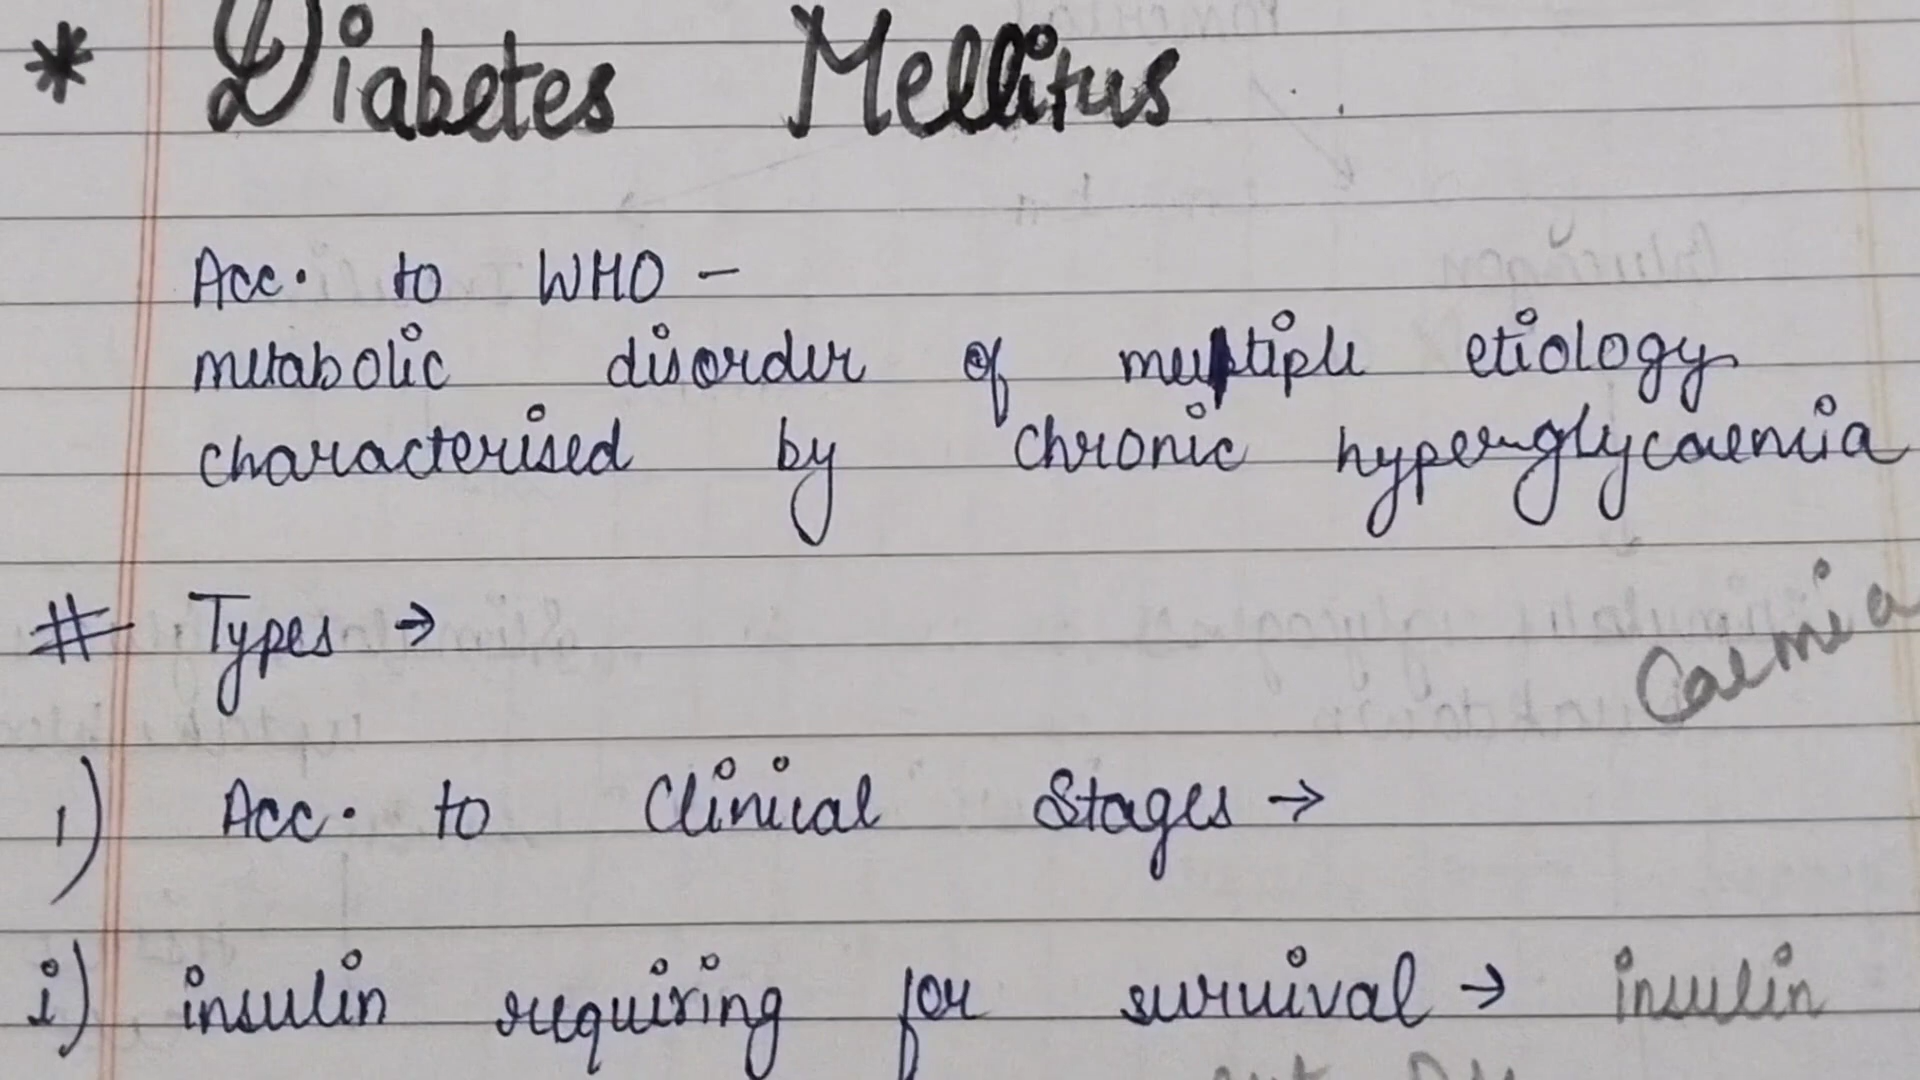 * Diabetes Mellitus
Acc. to WHO -
metabolic disorder of multiple etiology
characterised by chronic hyperglycaemia
# Types →
Caemia
1) Acc. to Clinical Stages →
i) insulin requiring for survival → insulin